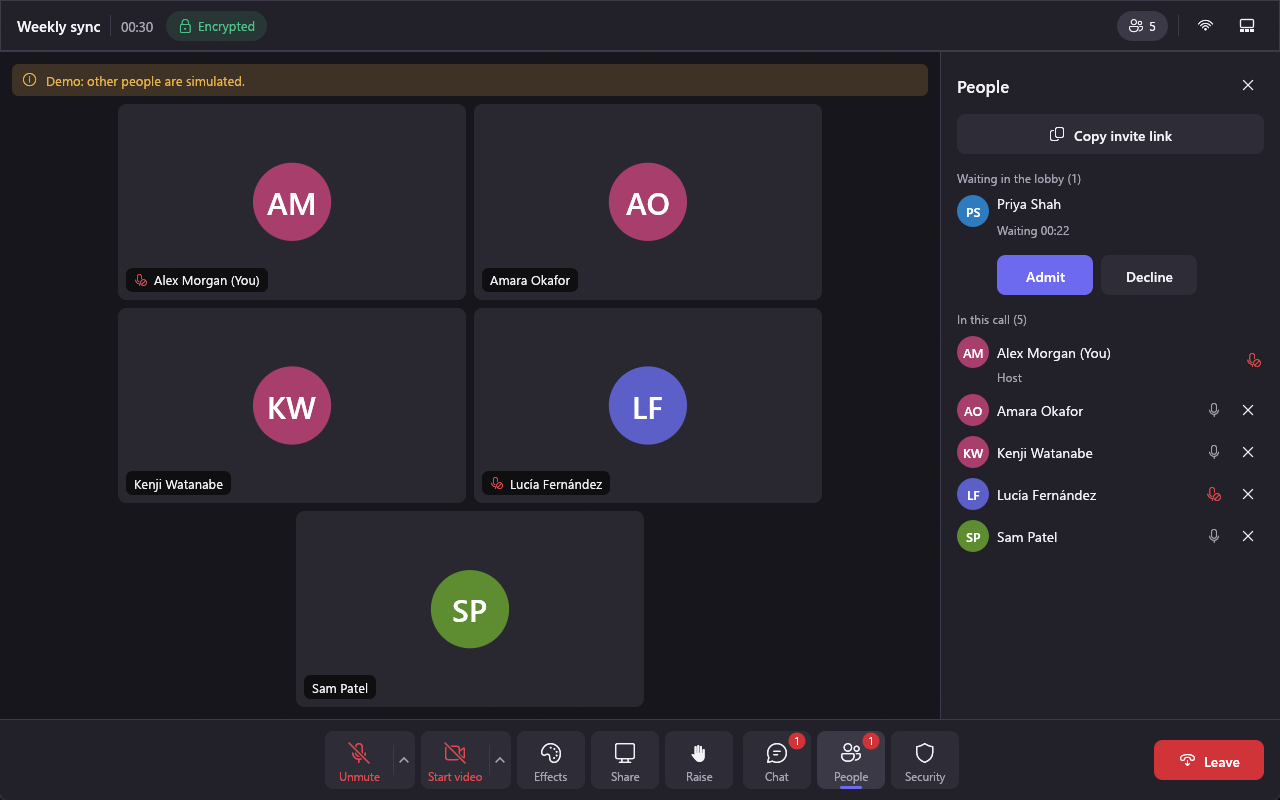 Weekly sync 00:30 Encrypted 5
Demo: other people are simulated.
AM
Alex Morgan (You)
AO
Amara Okafor
KW
Kenji Watanabe
LF
Lucía Fernández
SP
Sam Patel
People
Copy invite link
Waiting in the lobby (1)
PS Priya Shah
Waiting 00:22
Admit Decline
In this call (5)
AM Alex Morgan (You)
Host
AO Amara Okafor
KW Kenji Watanabe
LF Lucía Fernández
SP Sam Patel
1 1
Unmute Start video Effects Share Raise Chat People Security Leave